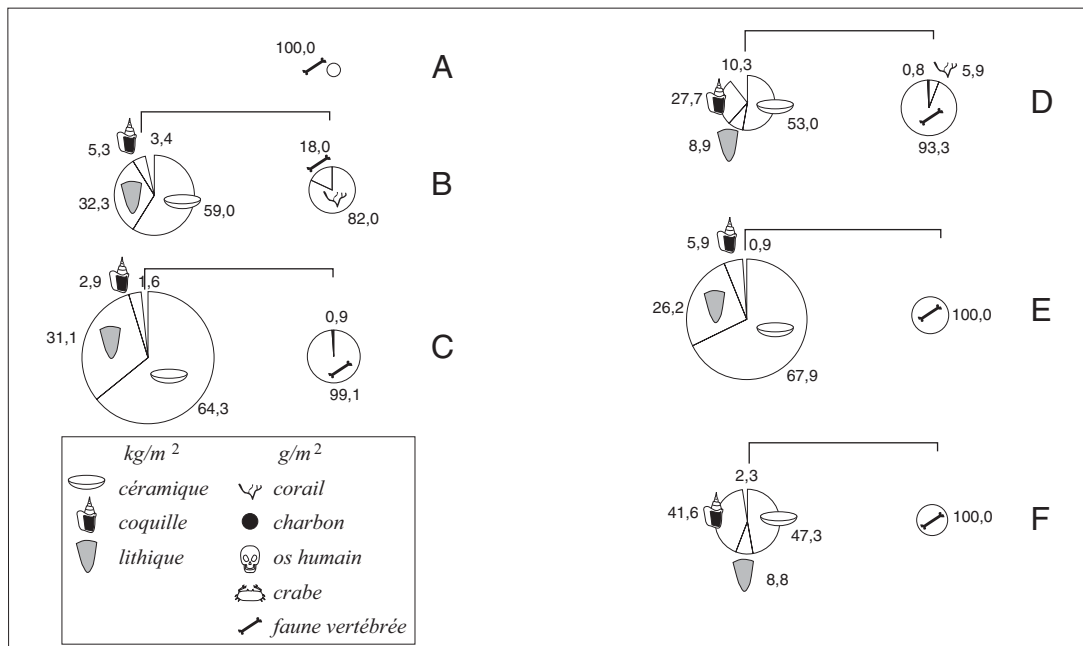 100,0
A
5,3
3,4
32,3
59,0
18,0
82,0
B
2,9
1,6
31,1
64,3
0,9
99,1
C
10,3
27,7
53,0
8,9
0,8
5,9
93,3
D
5,9
0,9
26,2
67,9
100,0
E
2,3
41,6
47,3
8,8
100,0
F
kg/m 2
céramique
coquille
lithique
g/m 2
corail
charbon
os humain
crabe
faune vertébrée